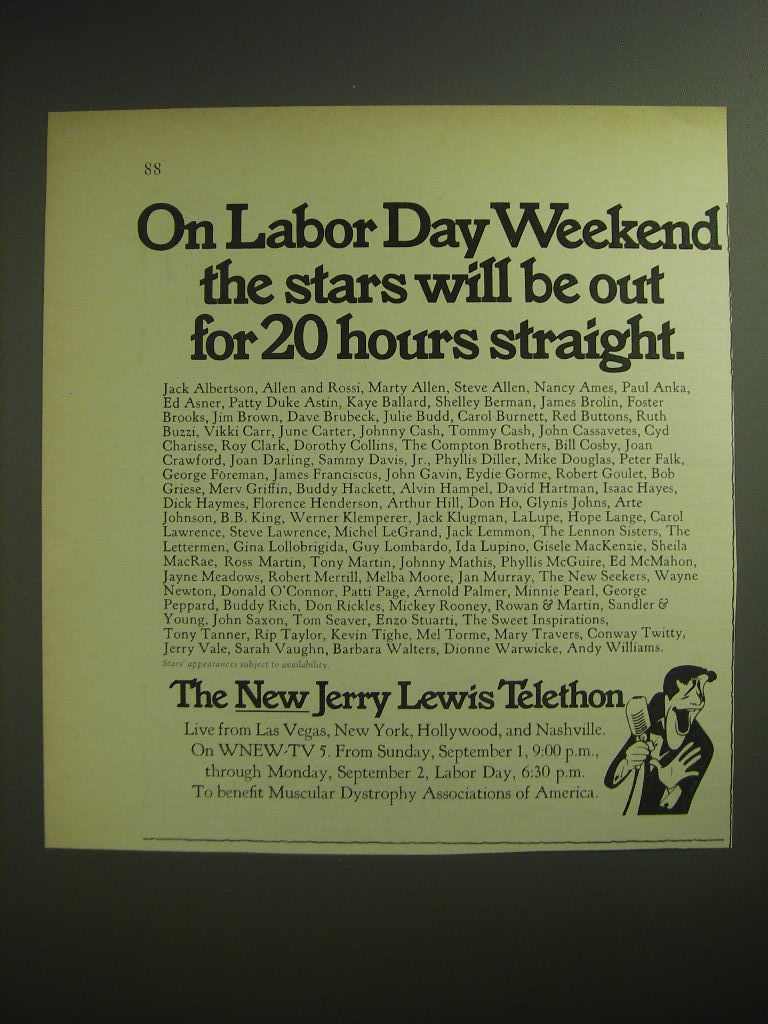 88
On Labor Day Weekend
the stars will be out
for 20 hours straight.
Jack Albertson, Allen and Rossi, Marty Allen, Steve Allen, Nancy Ames, Paul Anka,
Ed Asner, Patty Duke Astin, Kaye Ballard, Shelley Berman, James Brolin, Foster
Brooks, Jim Brown, Dave Brubeck, Julie Budd, Carol Burnett, Red Buttons, Ruth
Buzzi, Vikki Carr, June Carter, Johnny Cash, Tommy Cash, John Cassavetes, Cyd
Charisse, Roy Clark, Dorothy Collins, The Compton Brothers, Bill Cosby, Joan
Crawford, Joan Darling, Sammy Davis, Jr., Phyllis Diller, Mike Douglas, Peter Falk,
George Foreman, James Franciscus, John Gavin, Eydie Gorme, Robert Goulet, Bob
Griese, Merv Griffin, Buddy Hackett, Alvin Hampel, David Hartman, Isaac Hayes,
Dick Haymes, Florence Henderson, Arthur Hill, Don Ho, Glynis Johns, Arte
Johnson, B.B. King, Werner Klemperer, Jack Klugman, LaLupe, Hope Lange, Carol
Lawrence, Steve Lawrence, Michel LeGrand, Jack Lemmon, The Lennon Sisters, The
Lettermen, Gina Lollobrigida, Guy Lombardo, Ida Lupino, Gisele MacKenzie, Sheila
MacRae, Ross Martin, Tony Martin, Johnny Mathis, Phyllis McGuire, Ed McMahon,
Jayne Meadows, Robert Merrill, Melba Moore, Jan Murray, The New Seekers, Wayne
Newton, Donald O'Connor, Patti Page, Arnold Palmer, Minnie Pearl, George
Peppard, Buddy Rich, Don Rickles, Mickey Rooney, Rowan & Martin, Sandler &
Young, John Saxon, Tom Seaver, Enzo Stuarti, The Sweet Inspirations,
Tony Tanner, Rip Taylor, Kevin Tighe, Mel Torme, Mary Travers, Conway Twitty,
Jerry Vale, Sarah Vaughn, Barbara Walters, Dionne Warwicke, Andy Williams.
Stars' appearances subject to availability.
The New Jerry Lewis Telethon
Live from Las Vegas, New York, Hollywood, and Nashville.
On WNEW-TV 5. From Sunday, September 1, 9:00 p.m.,
through Monday, September 2, Labor Day, 6:30 p.m.
To benefit Muscular Dystrophy Associations of America.